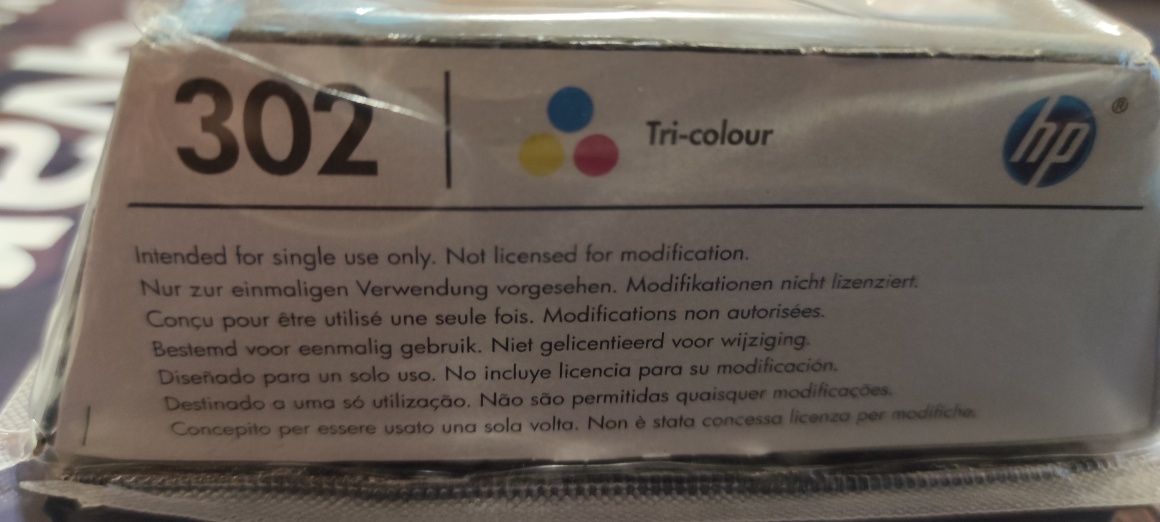 302 Tri-colour hp®
Intended for single use only. Not licensed for modification.
Nur zur einmaligen Verwendung vorgesehen. Modifikationen nicht lizenziert.
Conçu pour être utilisé une seule fois. Modifications non autorisées.
Bestemd voor eenmalig gebruik. Niet gelicentieerd voor wijziging.
Diseñado para un solo uso. No incluye licencia para su modificación.
Destinado a uma só utilização. Não são permitidas quaisquer modificações.
Concepito per essere usato una sola volta. Non è stata concessa licenza per modifiche.